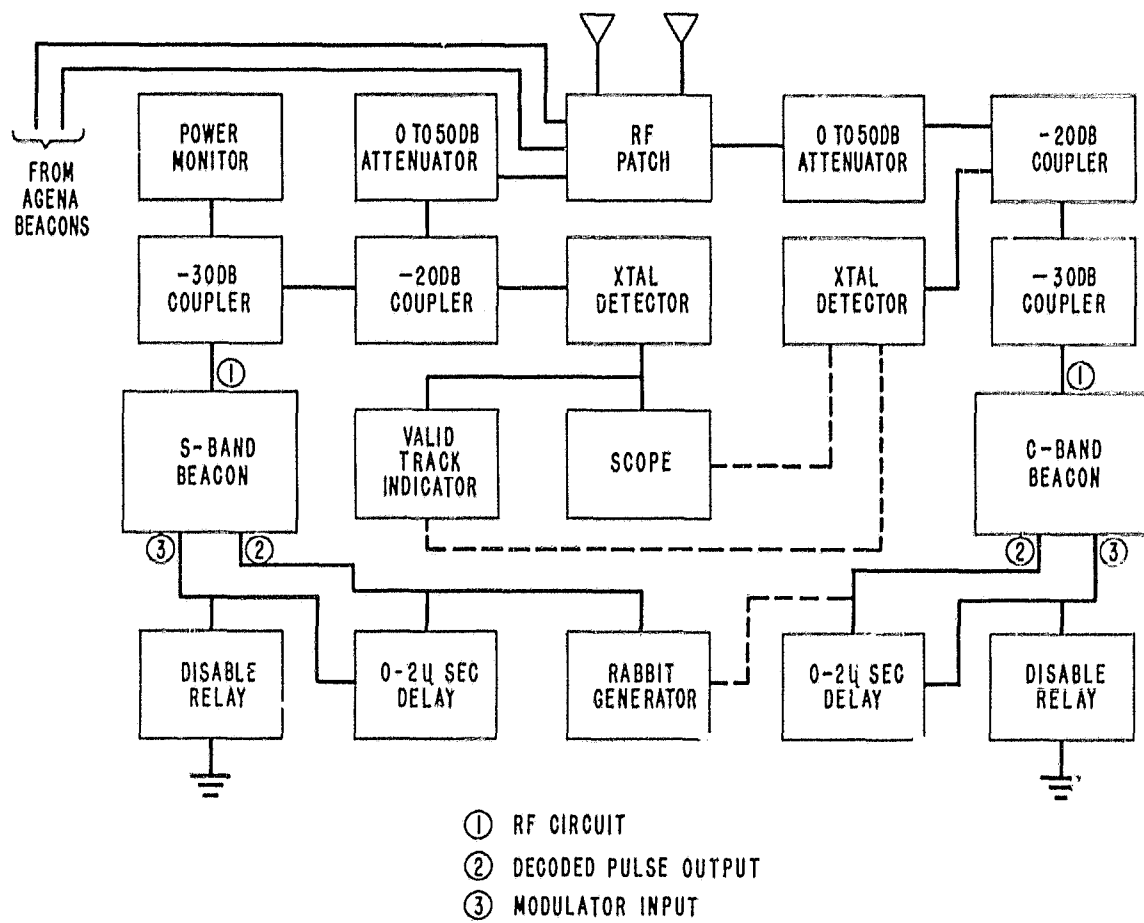 POWER
MONITOR
0 TO 50DB
ATTENUATOR
RF
PATCH
0 TO 50DB
ATTENUATOR
-20DB
COUPLER
FROM
AGENA
BEACONS
-30DB
COUPLER
-20DB
COUPLER
XTAL
DETECTOR
XTAL
DETECTOR
-30DB
COUPLER
①
①
S-BAND
BEACON
VALID
TRACK
INDICATOR
SCOPE
C-BAND
BEACON
③
②
②
③
DISABLE
RELAY
0-2μ SEC
DELAY
RABBIT
GENERATOR
0-2μ SEC
DELAY
DISABLE
RELAY
① RF CIRCUIT
② DECODED PULSE OUTPUT
③ MODULATOR INPUT